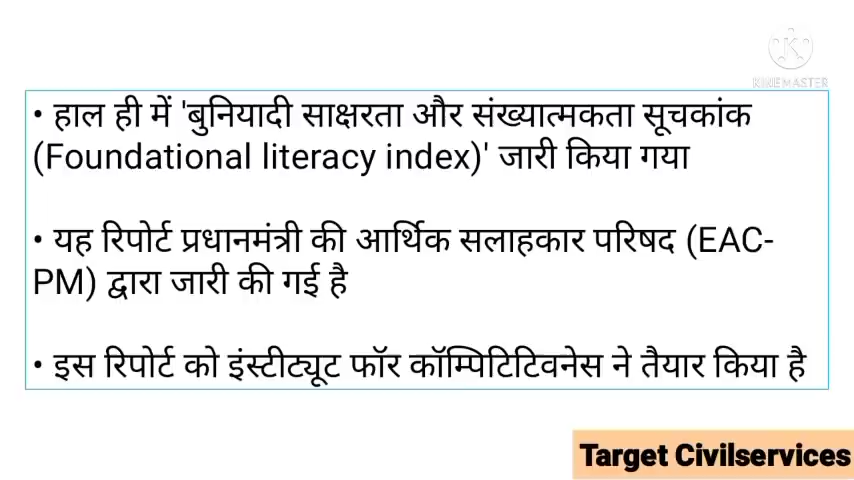 KINEMASTER
• हाल ही में 'बुनियादी साक्षरता और संख्यात्मकता सूचकांक
(Foundational literacy index)' जारी किया गया
• यह रिपोर्ट प्रधानमंत्री की आर्थिक सलाहकार परिषद (EAC-
PM) द्वारा जारी की गई है
• इस रिपोर्ट को इंस्टीट्यूट फॉर कॉम्पिटिटिवनेस ने तैयार किया है
Target Civilservices